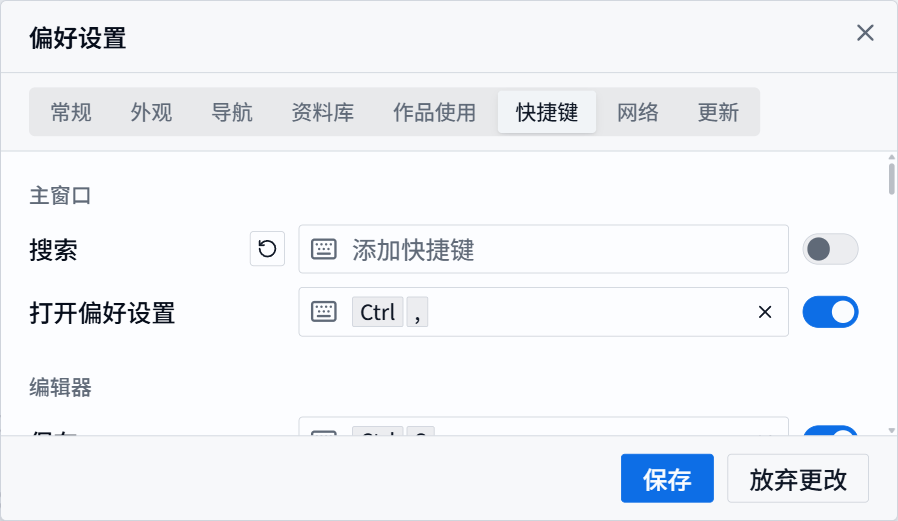 偏好设置
常规 外观 导航 资料库 作品使用 快捷键 网络 更新
主窗口
搜索 添加快捷键
打开偏好设置 Ctrl ,
编辑器
保存 放弃更改